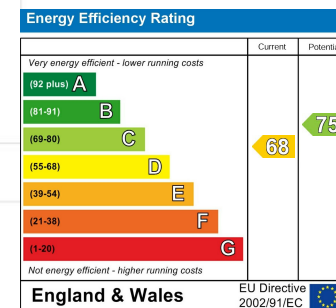 Energy Efficiency Rating
Current
Very energy efficient - lower running costs
(92 plus) A
(81-91) B
75
(69-80) C
68
(55-68) D
(39-54) E
(21-38) F
(1-20) G
Not energy efficient - higher running costs
England & Wales
EU Directive
2002/91/EC